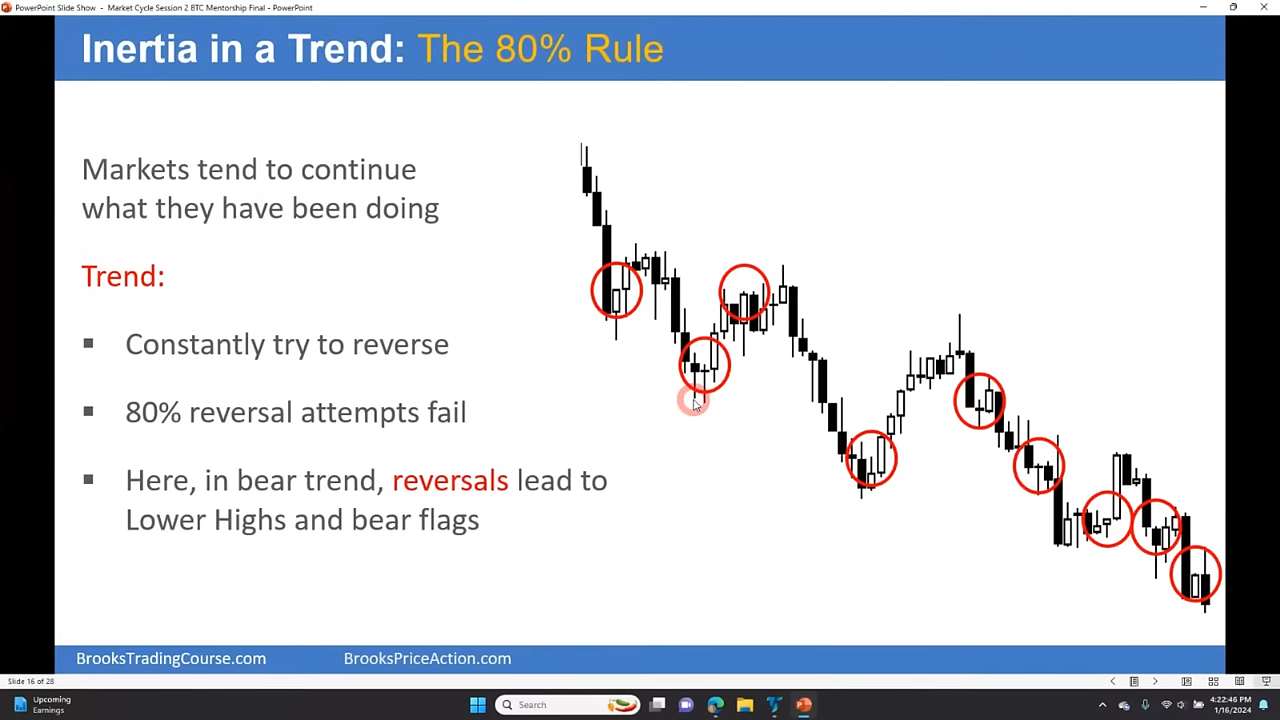 PowerPoint Slide Show - Market Cycle Session 2 BTC Mentorship Final - PowerPoint
Inertia in a Trend: The 80% Rule
Markets tend to continue
what they have been doing
Trend:
▪ Constantly try to reverse
▪ 80% reversal attempts fail
▪ Here, in bear trend, reversals lead to
Lower Highs and bear flags
BrooksTradingCourse.com BrooksPriceAction.com
Slide 16 of 28
Upcoming
Earnings
Search
4:22:46 PM
1/16/2024